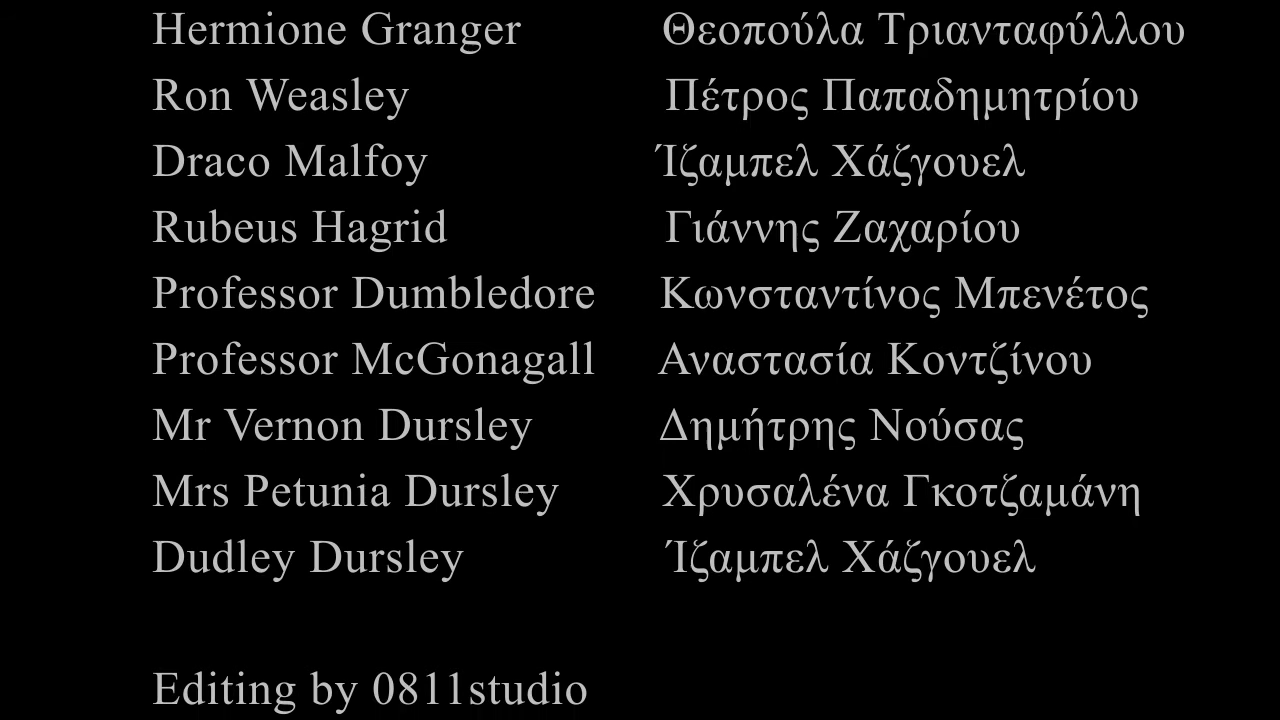 Hermione Granger Θεοπούλα Τριανταφύλλου
Ron Weasley Πέτρος Παπαδημητρίου
Draco Malfoy Ίζαμπελ Χάζγουελ
Rubeus Hagrid Γιάννης Ζαχαρίου
Professor Dumbledore Κωνσταντίνος Μπενέτος
Professor McGonagall Αναστασία Κοντζίνου
Mr Vernon Dursley Δημήτρης Νούσας
Mrs Petunia Dursley Χρυσαλένα Γκοτζαμάνη
Dudley Dursley Ίζαμπελ Χάζγουελ
Editing by 0811studio